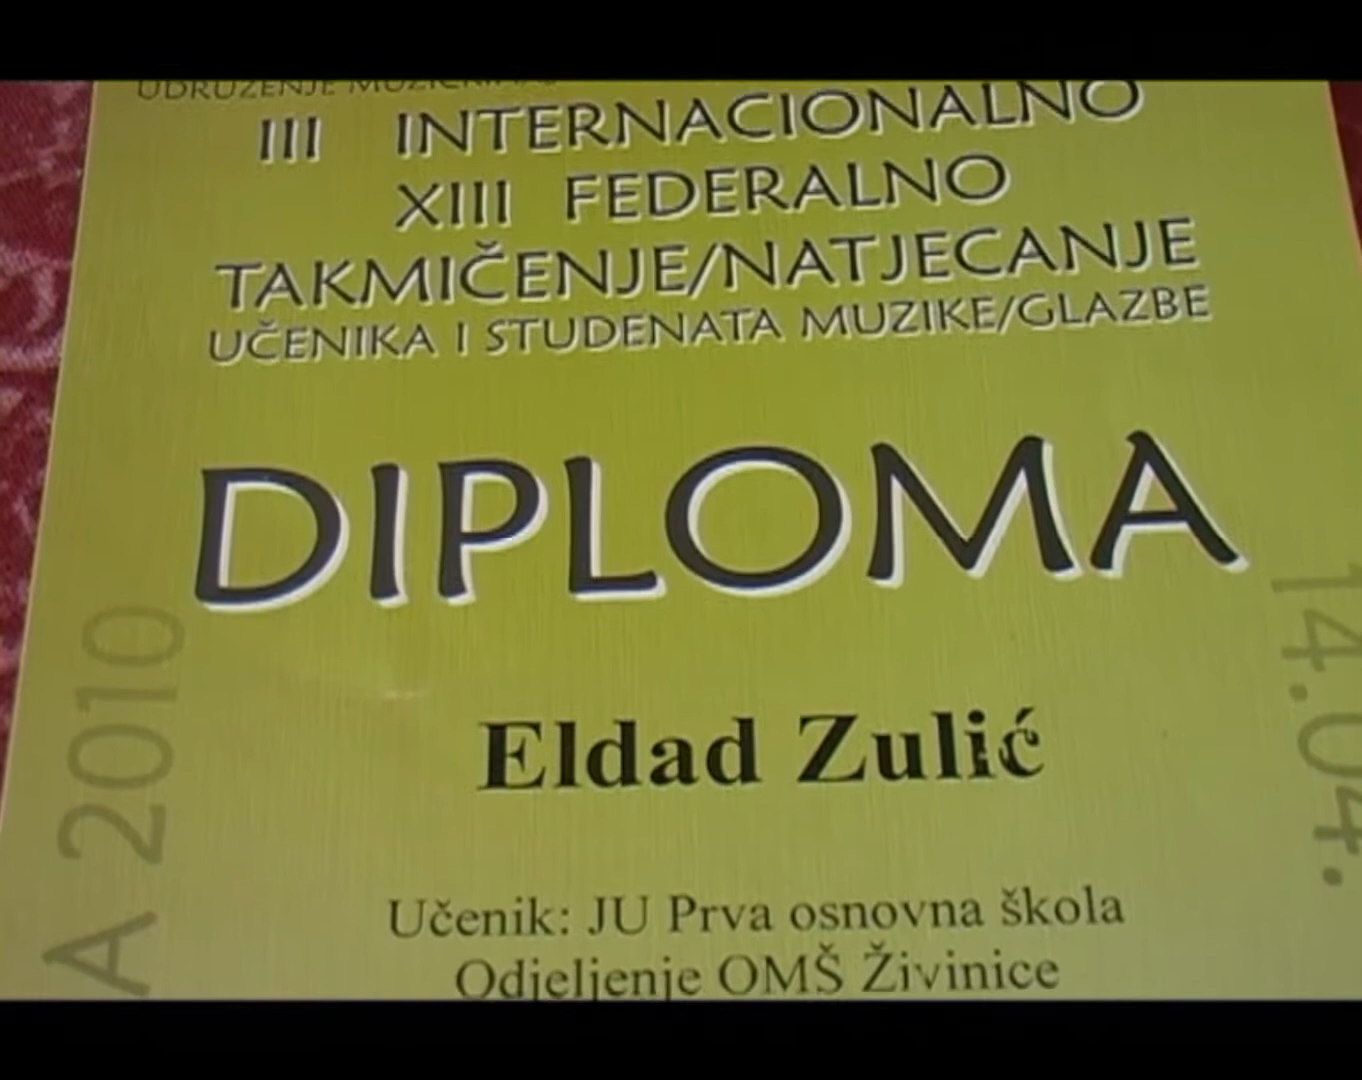 UDRUŽENJE
III INTERNACIONALNO
XIII FEDERALNO
TAKMIČENJE/NATJECANJE
UČENIKA I STUDENATA MUZIKE/GLAZBE
DIPLOMA
Eldad Zulić
Učenik: JU Prva osnovna škola
Odjeljenje OMŠ Živinice
A 2010
14.04.